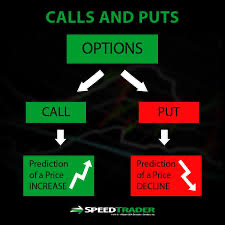 CALLS AND PUTS
OPTIONS
CALL
PUT
Prediction
of a Price
INCREASE
Prediction
of a Price
DECLINE
SPEEDTRADER